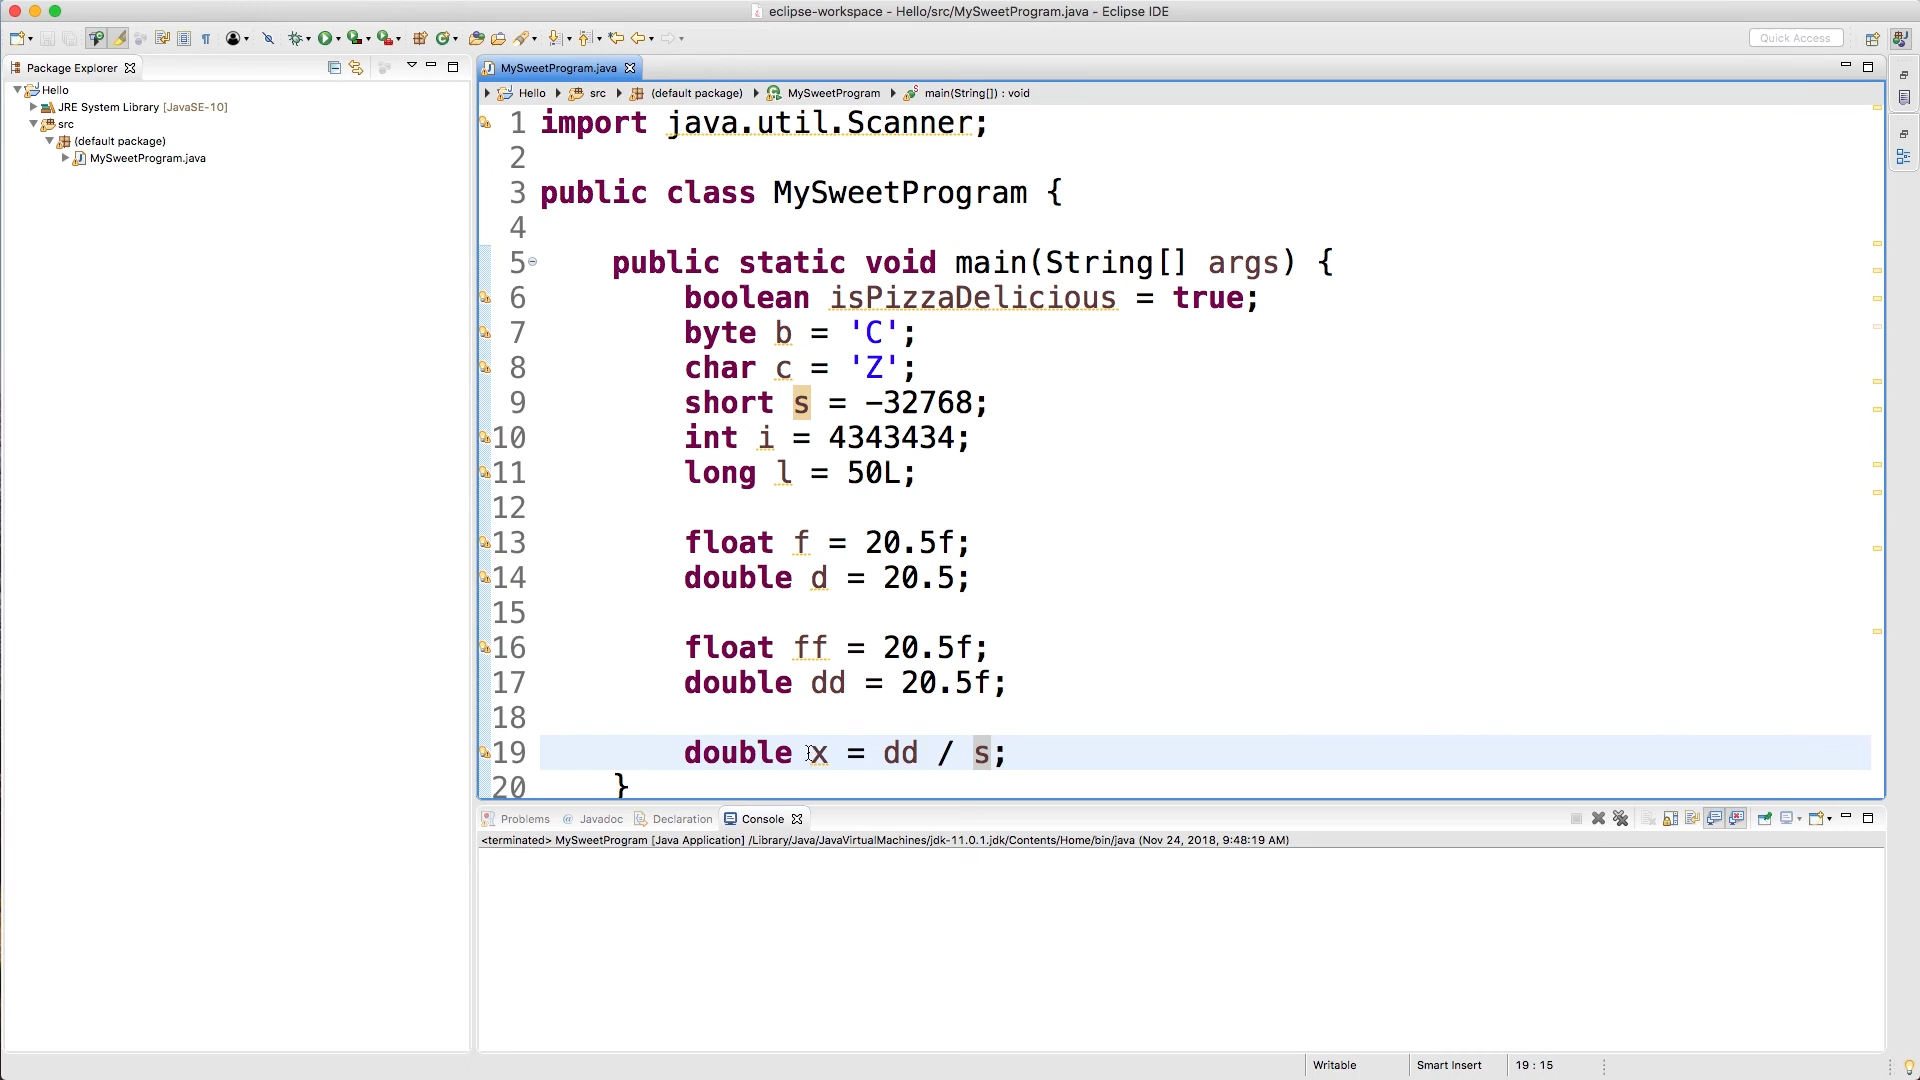 eclipse-workspace - Hello/src/MySweetProgram.java - Eclipse IDE
Quick Access
Package Explorer
Hello
JRE System Library [JavaSE-10]
src
(default package)
MySweetProgram.java
MySweetProgram.java
Hello src (default package) MySweetProgram main(String[]) : void
1 import java.util.Scanner;
2
3 public class MySweetProgram {
4
5 public static void main(String[] args) {
6 boolean isPizzaDelicious = true;
7 byte b = 'C';
8 char c = 'Z';
9 short s = -32768;
10 int i = 4343434;
11 long l = 50L;
12
13 float f = 20.5f;
14 double d = 20.5;
15
16 float ff = 20.5f;
17 double dd = 20.5f;
18
19 double x = dd / s;
20 }
Problems @ Javadoc Declaration Console
<terminated> MySweetProgram [Java Application] /Library/Java/JavaVirtualMachines/jdk-11.0.1.jdk/Contents/Home/bin/java (Nov 24, 2018, 9:48:19 AM)
Writable Smart Insert 19 : 15